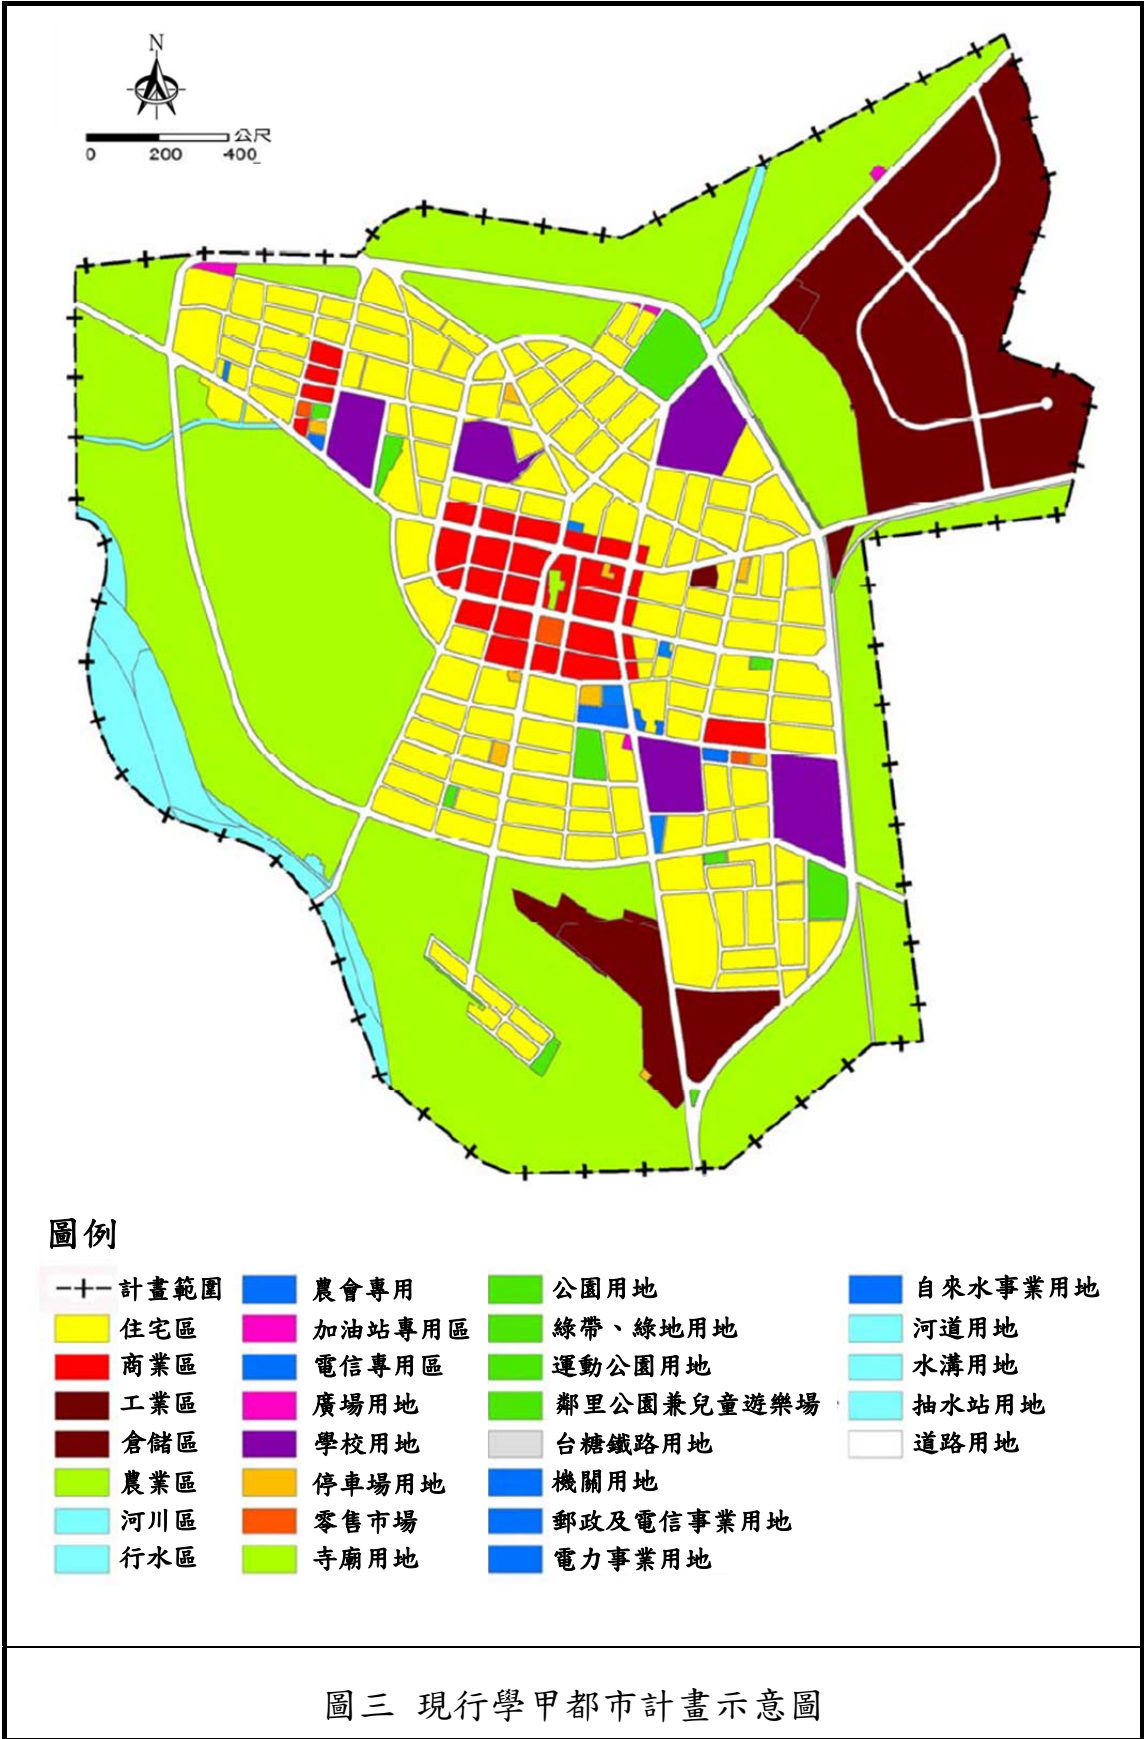 N
公尺
0 200 400
圖例
計畫範圍
住宅區
商業區
工業區
倉儲區
農業區
河川區
行水區
農會專用
加油站專用區
電信專用區
廣場用地
學校用地
停車場用地
零售市場
寺廟用地
公園用地
綠帶、綠地用地
運動公園用地
鄰里公園兼兒童遊樂場
台糖鐵路用地
機關用地
郵政及電信事業用地
電力事業用地
自來水事業用地
河道用地
水溝用地
抽水站用地
道路用地
圖三 現行學甲都市計畫示意圖